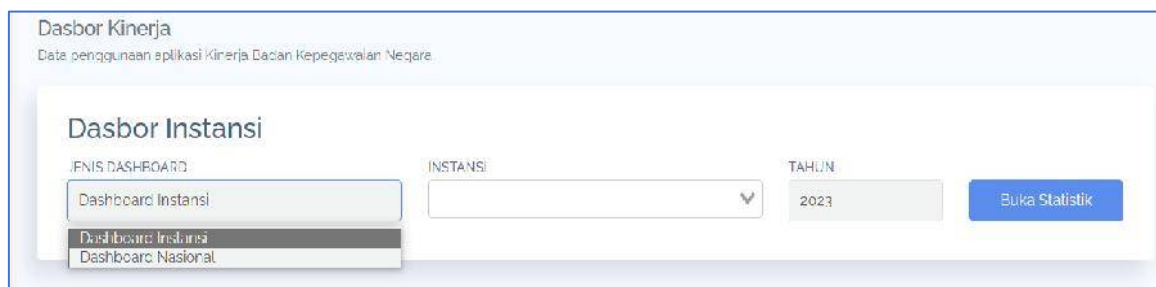 Dasbor Kinerja
Data penggunaan aplikasi Kinerja Badan Kepegawaian Negara
Dasbor Instansi
JENIS DASHBOARD INSTANSI TAHUN
Dashboard Instansi 2023 Buka Statistik
Dashboard Instansi
Dashboard Nasional